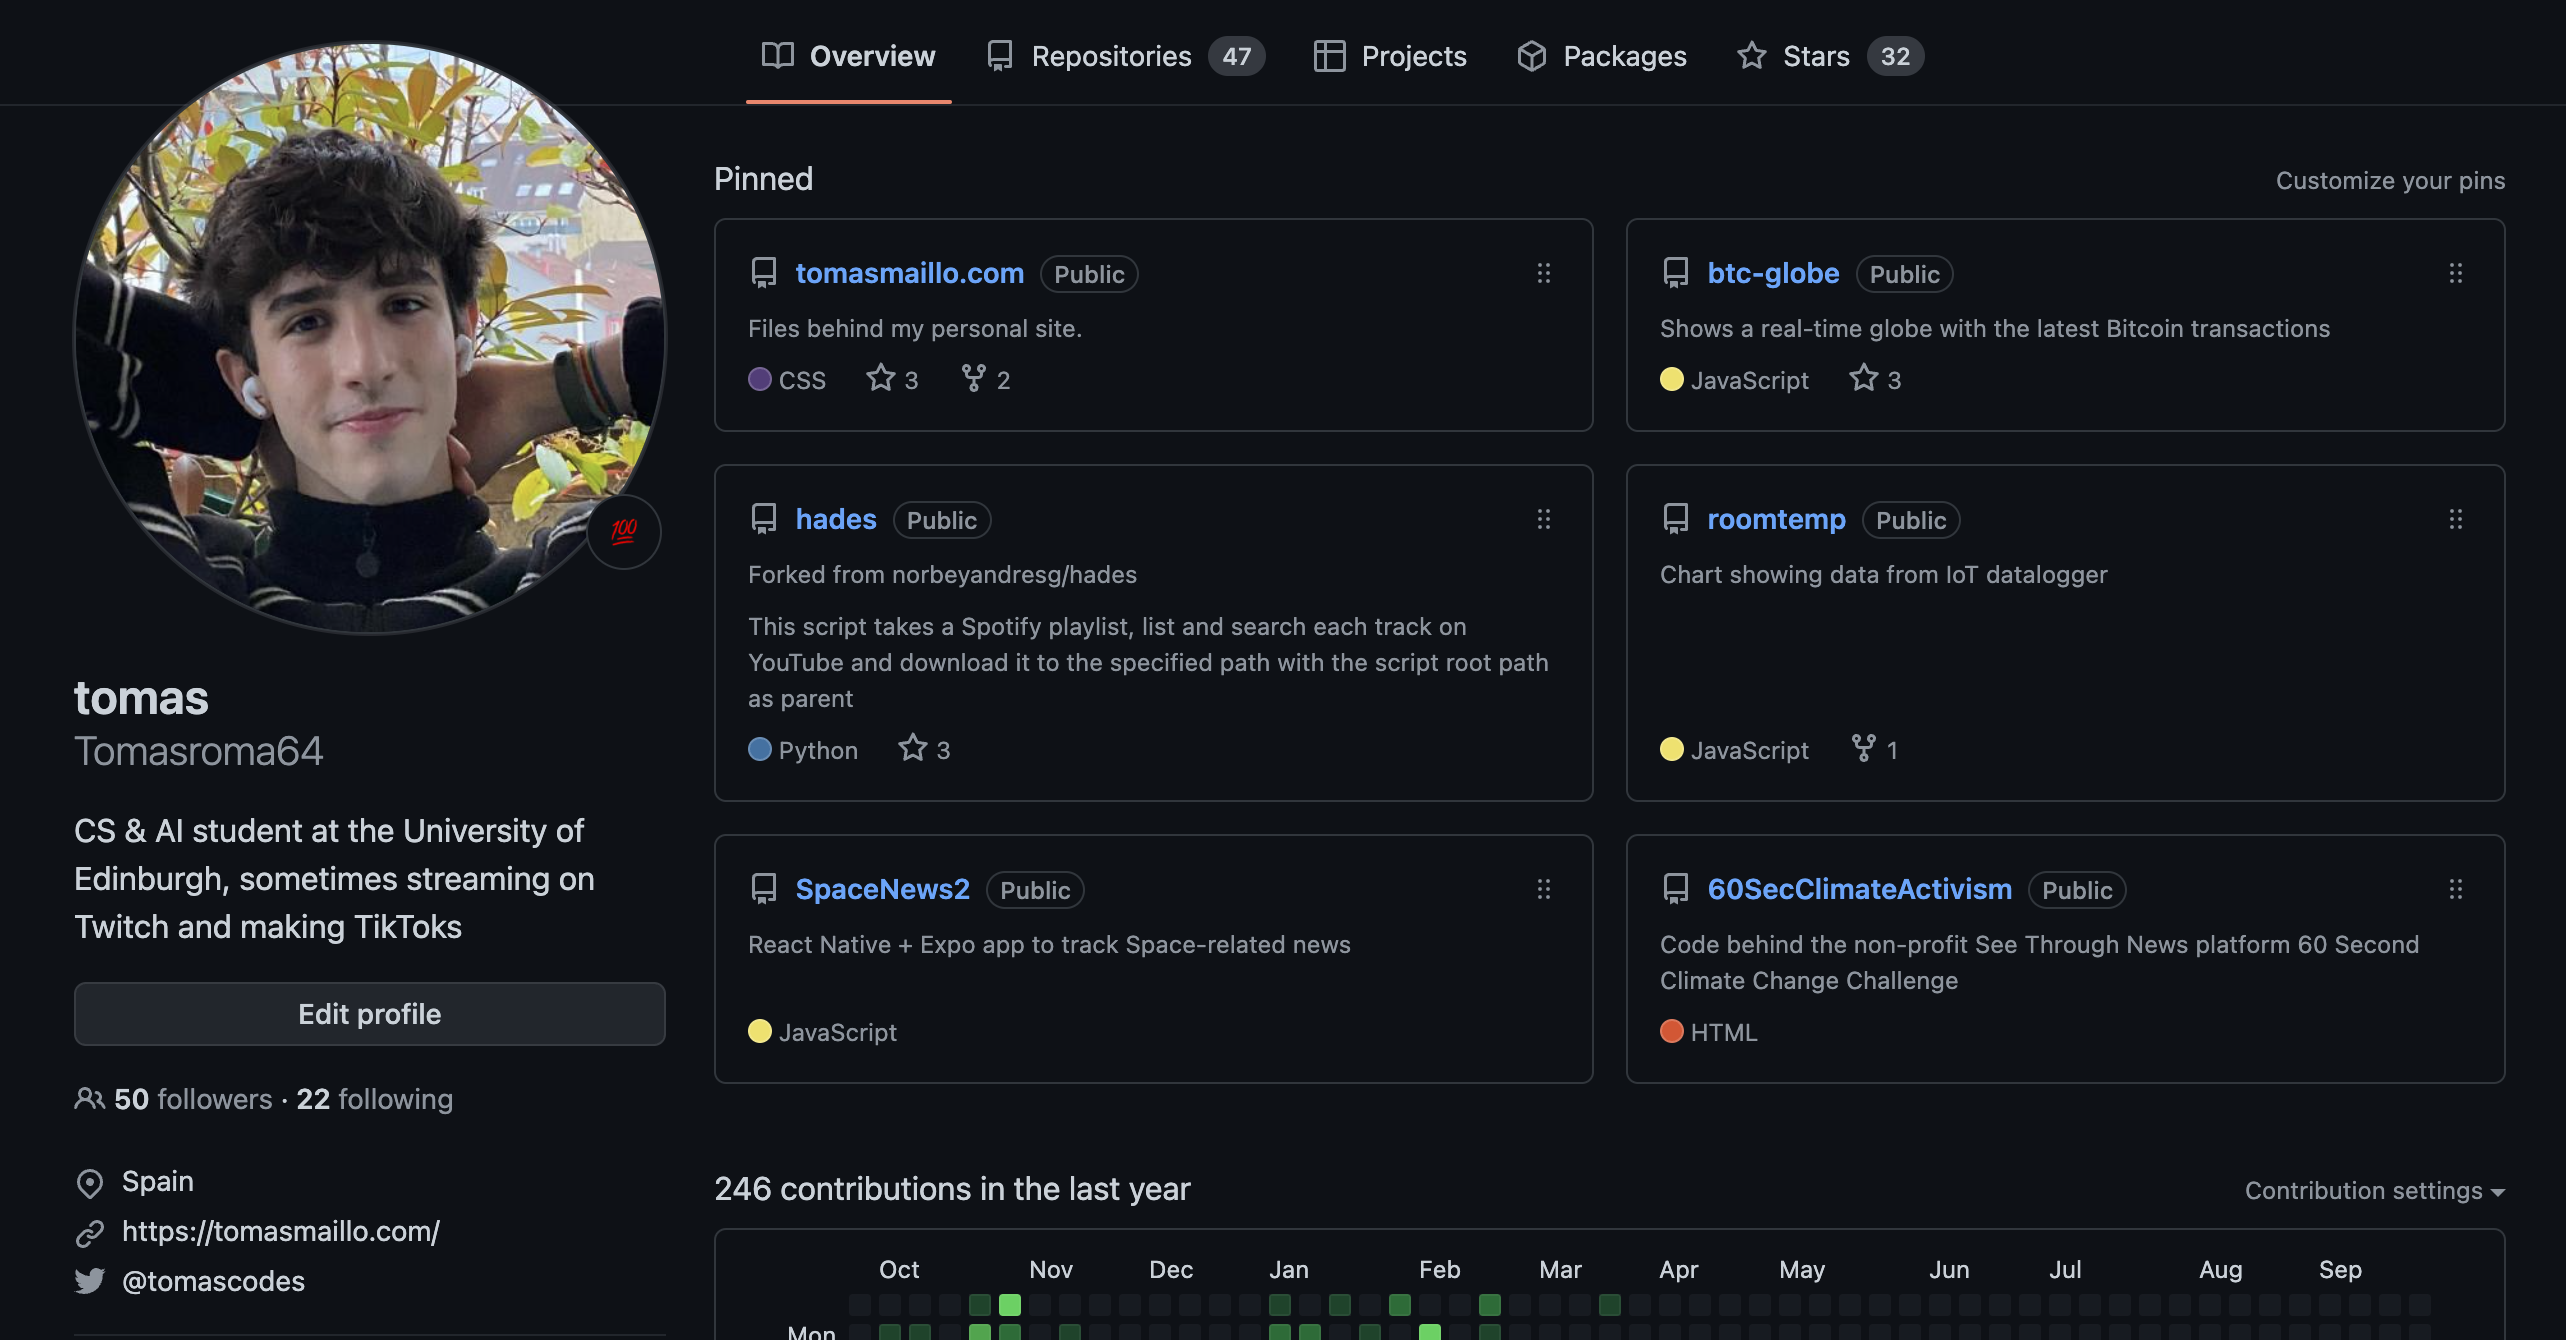 Overview
Repositories 47
Projects
Packages
Stars 32
💯
tomas
Tomasroma64
CS & AI student at the University of
Edinburgh, sometimes streaming on
Twitch and making TikToks
Edit profile
50 followers · 22 following
Spain
https://tomasmaillo.com/
@tomascodes
Pinned
Customize your pins
tomasmaillo.com Public
Files behind my personal site.
CSS 3 2
btc-globe Public
Shows a real-time globe with the latest Bitcoin transactions
JavaScript 3
hades Public
Forked from norbeyandresg/hades
This script takes a Spotify playlist, list and search each track on
YouTube and download it to the specified path with the script root path
as parent
Python 3
roomtemp Public
Chart showing data from IoT datalogger
JavaScript 1
SpaceNews2 Public
React Native + Expo app to track Space-related news
JavaScript
60SecClimateActivism Public
Code behind the non-profit See Through News platform 60 Second
Climate Change Challenge
HTML
246 contributions in the last year
Contribution settings
Oct Nov Dec Jan Feb Mar Apr May Jun Jul Aug Sep
Mon